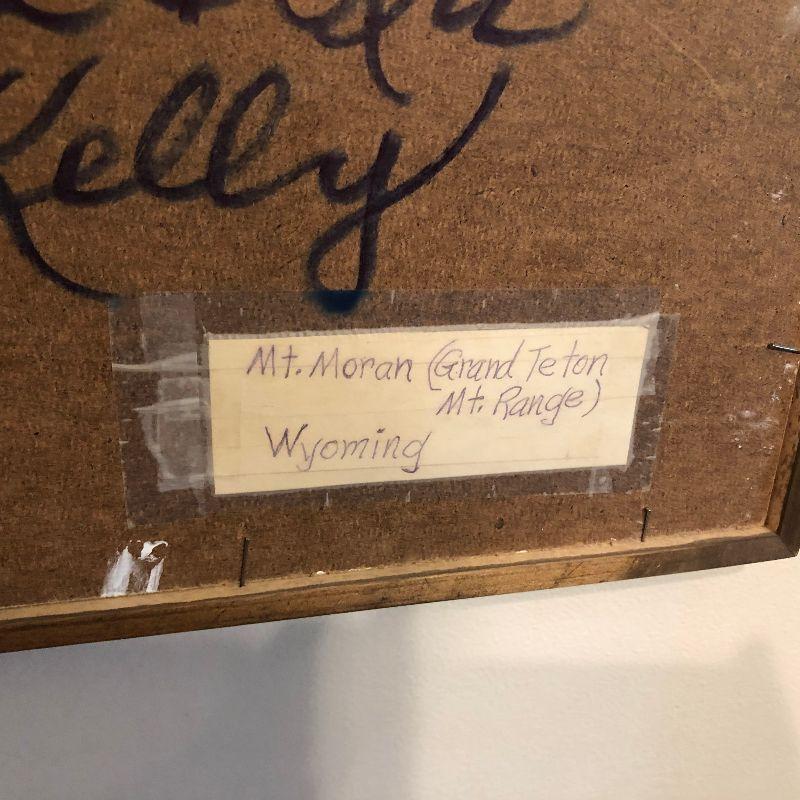 Kelly
Mt. Moran (Grand Teton
Mt. Range)
Wyoming